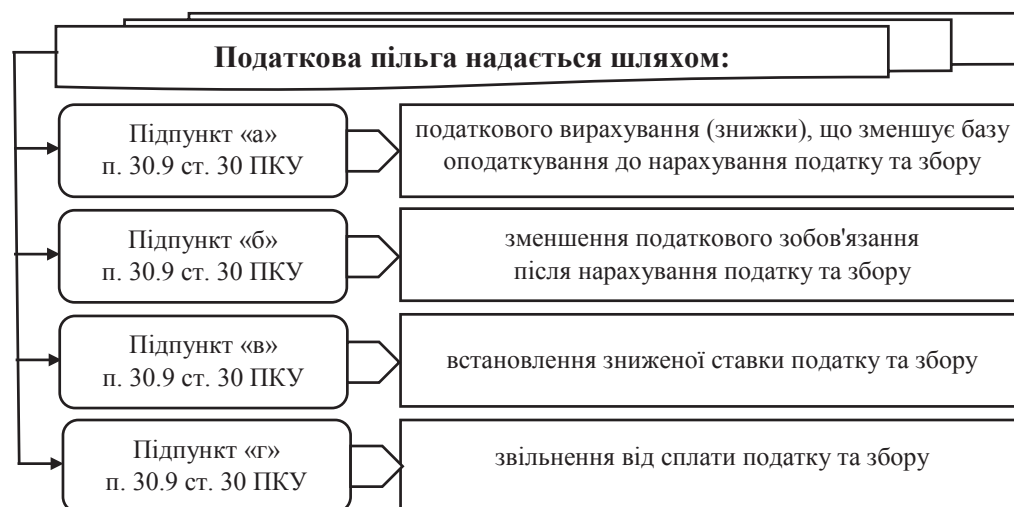 Податкова пільга надається шляхом:
Підпункт «а»
п. 30.9 ст. 30 ПКУ
податкового вирахування (знижки), що зменшує базу
оподаткування до нарахування податку та збору
Підпункт «б»
п. 30.9 ст. 30 ПКУ
зменшення податкового зобов'язання
після нарахування податку та збору
Підпункт «в»
п. 30.9 ст. 30 ПКУ
встановлення зниженої ставки податку та збору
Підпункт «г»
п. 30.9 ст. 30 ПКУ
звільнення від сплати податку та збору